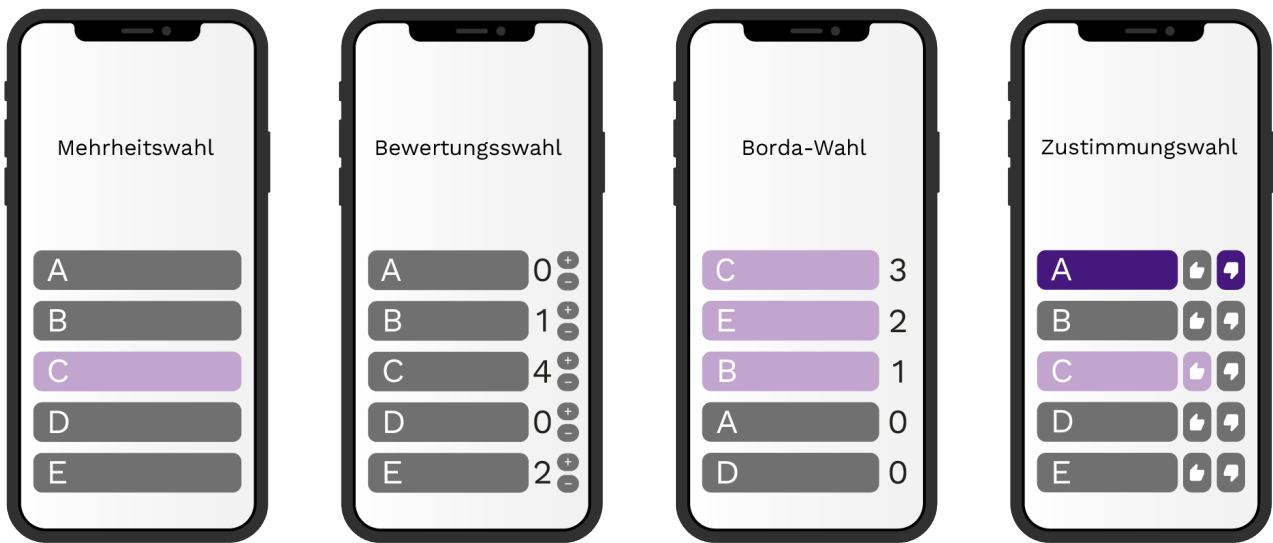 Mehrheitswahl
A
B
C
D
E
Bewertungsswahl
A 0 + −
B 1 + −
C 4 + −
D 0 + −
E 2 + −
Borda-Wahl
C 3
E 2
B 1
A 0
D 0
Zustimmungswahl
A
B
C
D
E